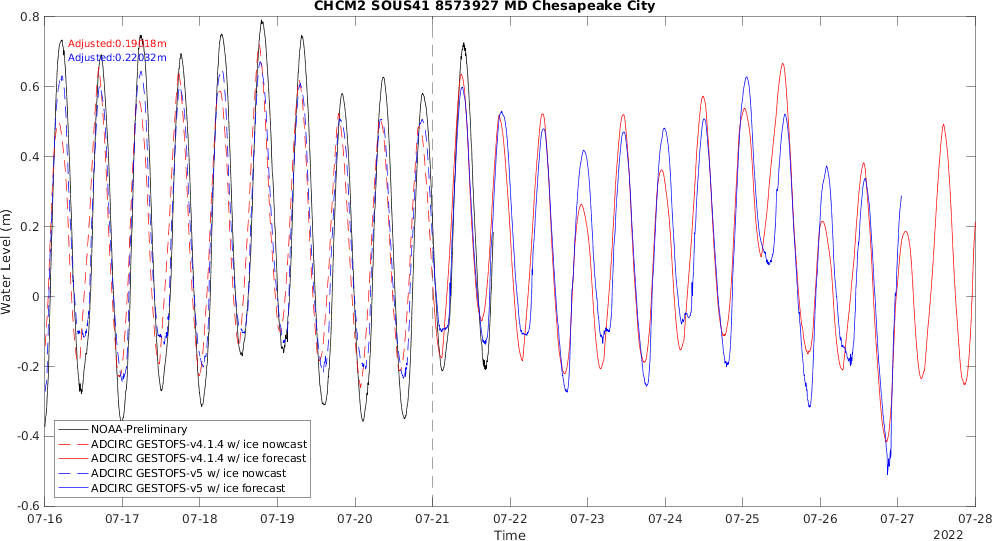 CHCM2 SOUS41 8573927 MD Chesapeake City
Adjusted:0.19018m
Adjusted:0.22032m
Water Level (m)
0.8
0.6
0.4
0.2
0
-0.2
-0.4
-0.6
NOAA-Preliminary
ADCIRC GESTOFS-v4.1.4 w/ ice nowcast
ADCIRC GESTOFS-v4.1.4 w/ ice forecast
ADCIRC GESTOFS-v5 w/ ice nowcast
ADCIRC GESTOFS-v5 w/ ice forecast
07-16 07-17 07-18 07-19 07-20 07-21 07-22 07-23 07-24 07-25 07-26 07-27 07-28
Time
2022